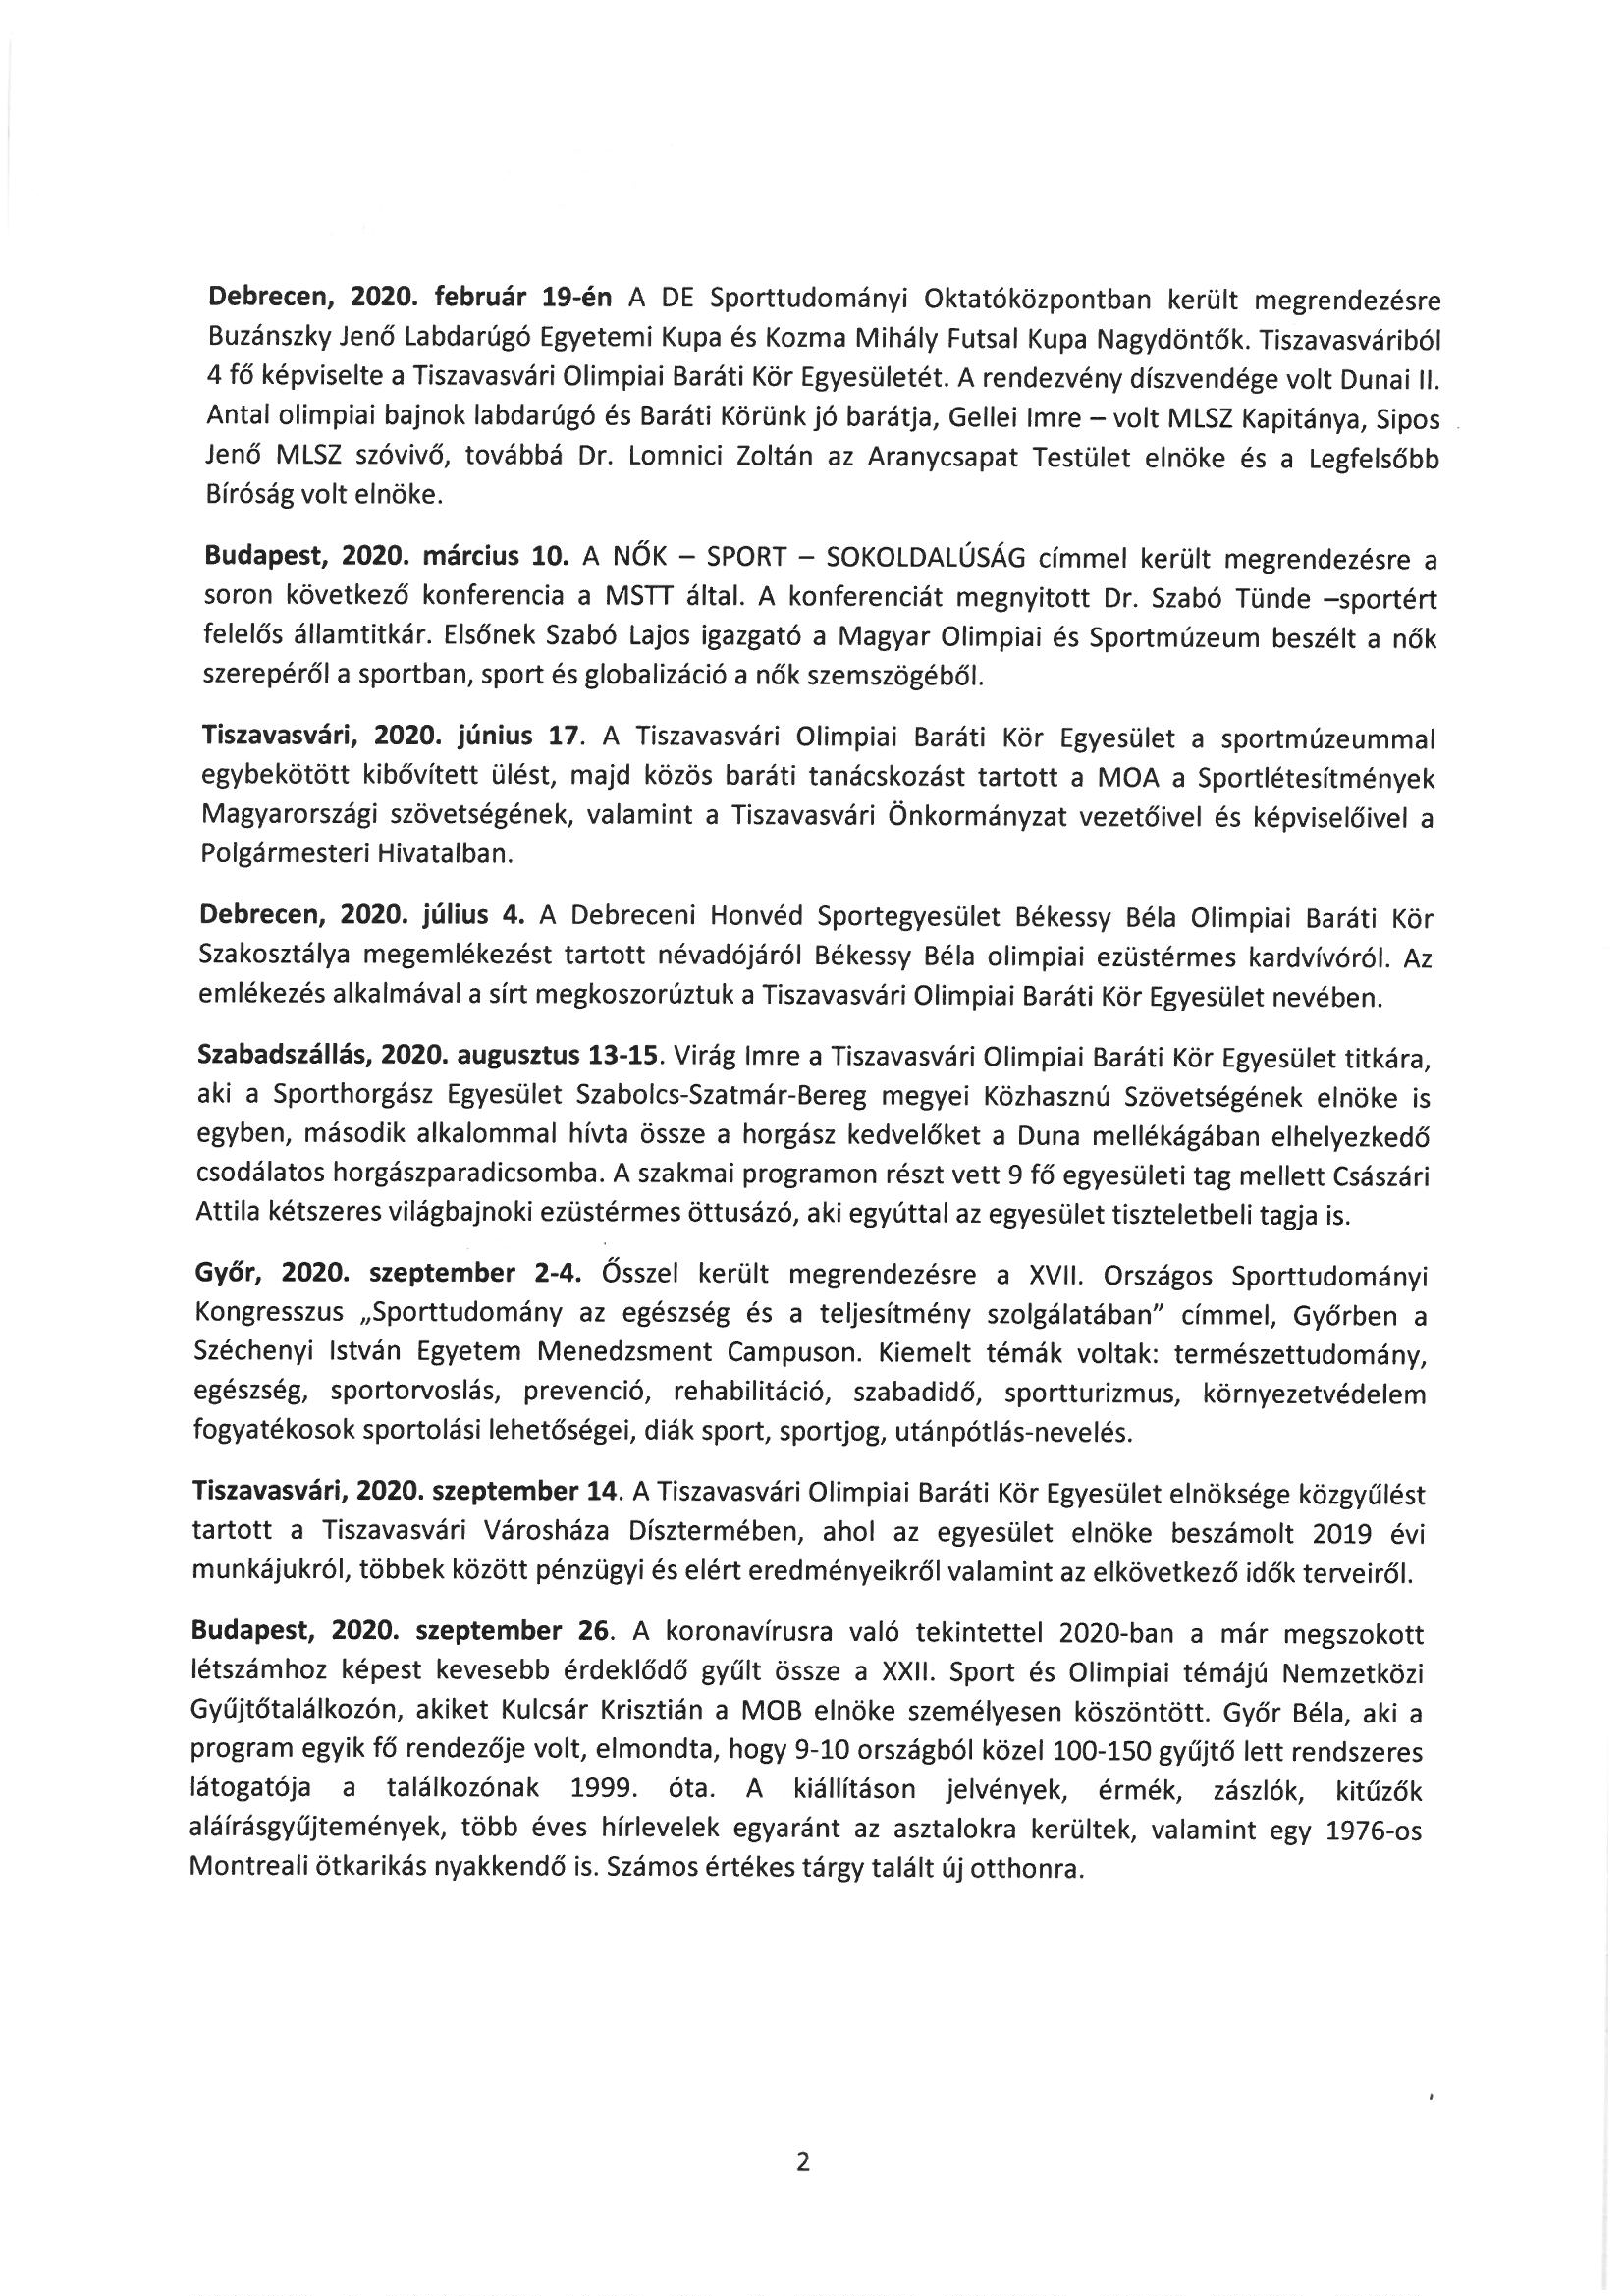 Debrecen, 2020. február 19-én A DE Sporttudományi Oktatóközpontban került megrendezésre
Buzánszky Jenő Labdarúgó Egyetemi Kupa és Kozma Mihály Futsal Kupa Nagydöntők. Tiszavasváriból
4 fő képviselte a Tiszavasvári Olimpiai Baráti Kör Egyesületét. A rendezvény díszvendége volt Dunai II.
Antal olimpiai bajnok labdarúgó és Baráti Körünk jó barátja, Gellei Imre – volt MLSZ Kapitánya, Sipos
Jenő MLSZ szóvivő, továbbá Dr. Lomnici Zoltán az Aranycsapat Testület elnöke és a Legfelsőbb
Bíróság volt elnöke.
Budapest, 2020. március 10. A NŐK – SPORT – SOKOLDALÚSÁG címmel került megrendezésre a
soron következő konferencia a MSTT által. A konferenciát megnyitott Dr. Szabó Tünde –sportért
felelős államtitkár. Elsőnek Szabó Lajos igazgató a Magyar Olimpiai és Sportmúzeum beszélt a nők
szerepéről a sportban, sport és globalizáció a nők szemszögéből.
Tiszavasvári, 2020. június 17. A Tiszavasvári Olimpiai Baráti Kör Egyesület a sportmúzeummal
egybekötött kibővített ülést, majd közös baráti tanácskozást tartott a MOA a Sportlétesítmények
Magyarországi szövetségének, valamint a Tiszavasvári Önkormányzat vezetőivel és képviselőivel a
Polgármesteri Hivatalban.
Debrecen, 2020. július 4. A Debreceni Honvéd Sportegyesület Békessy Béla Olimpiai Baráti Kör
Szakosztálya megemlékezést tartott névadójáról Békessy Béla olimpiai ezüstérmes kardvívóról. Az
emlékezés alkalmával a sírt megkoszorúztuk a Tiszavasvári Olimpiai Baráti Kör Egyesület nevében.
Szabadszállás, 2020. augusztus 13-15. Virág Imre a Tiszavasvári Olimpiai Baráti Kör Egyesület titkára,
aki a Sporthorgász Egyesület Szabolcs-Szatmár-Bereg megyei Közhasznú Szövetségének elnöke is
egyben, második alkalommal hívta össze a horgász kedvelőket a Duna mellékágában elhelyezkedő
csodálatos horgászparadicsomba. A szakmai programon részt vett 9 fő egyesületi tag mellett Császári
Attila kétszeres világbajnoki ezüstérmes öttusázó, aki egyúttal az egyesület tiszteletbeli tagja is.
Győr, 2020. szeptember 2-4. Ősszel került megrendezésre a XVII. Országos Sporttudományi
Kongresszus „Sporttudomány az egészség és a teljesítmény szolgálatában” címmel, Győrben a
Széchenyi István Egyetem Menedzsment Campuson. Kiemelt témák voltak: természettudomány,
egészség, sportorvoslás, prevenció, rehabilitáció, szabadidő, sportturizmus, környezetvédelem
fogyatékosok sportolási lehetőségei, diák sport, sportjog, utánpótlás-nevelés.
Tiszavasvári, 2020. szeptember 14. A Tiszavasvári Olimpiai Baráti Kör Egyesület elnöksége közgyűlést
tartott a Tiszavasvári Városháza Dísztermében, ahol az egyesület elnöke beszámolt 2019 évi
munkájukról, többek között pénzügyi és elért eredményeikről valamint az elkövetkező idők terveiről.
Budapest, 2020. szeptember 26. A koronavírusra való tekintettel 2020-ban a már megszokott
létszámhoz képest kevesebb érdeklődő gyűlt össze a XXII. Sport és Olimpiai témájú Nemzetközi
Gyűjtőtalálkozón, akiket Kulcsár Krisztián a MOB elnöke személyesen köszöntött. Győr Béla, aki a
program egyik fő rendezője volt, elmondta, hogy 9-10 országból közel 100-150 gyűjtő lett rendszeres
látogatója a találkozónak 1999. óta. A kiállításon jelvények, érmék, zászlók, kitűzők
aláírásgyűjtemények, több éves hírlevelek egyaránt az asztalokra kerültek, valamint egy 1976-os
Montreali ötkarikás nyakkendő is. Számos értékes tárgy talált új otthonra.
2